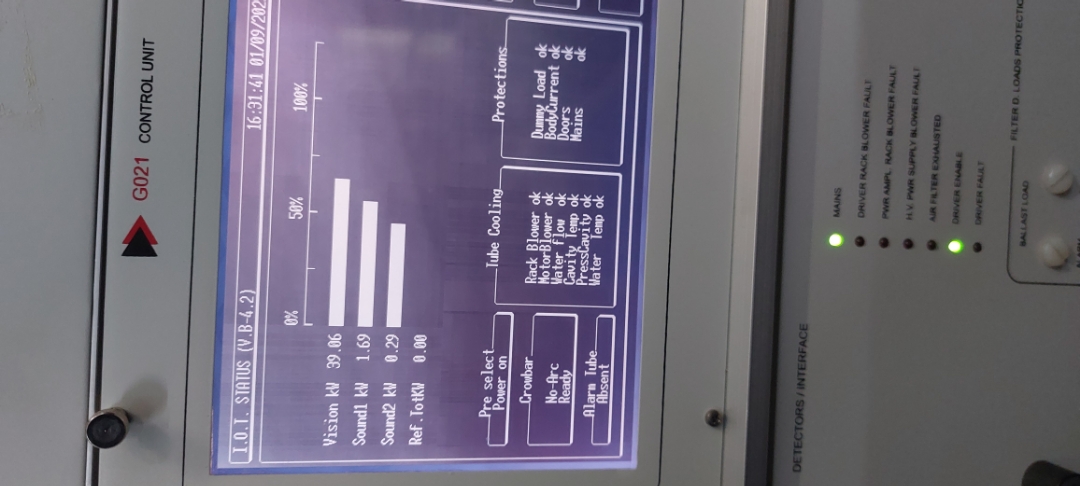 G021 CONTROL UNIT
I.O.T. STATUS (V.B-4.2) 16:31:41 01/09/202
0% 50% 100%
Vision kW 39.06
Sound1 kW 1.69
Sound2 kW 0.29
Ref.TotKW 0.00
Pre select
Power on
Crowbar
No-Arc
Ready
Alarm Tube
Absent
Tube Cooling
Rack Blower ok
MotorBlower ok
Water flow ok
Cavity Temp ok
PressCavity ok
Water Temp ok
Protections
Dummy Load ok
BodyCurrent ok
Doors ok
Mains ok
DETECTORS / INTERFACE
MAINS
DRIVER RACK BLOWER FAULT
PWR AMPL. RACK BLOWER FAULT
H.V. PWR SUPPLY BLOWER FAULT
AIR FILTER EXHAUSTED
DRIVER ENABLE
DRIVER FAULT
FILTER D. LOADS PROTECTIO
BALLAST LOAD